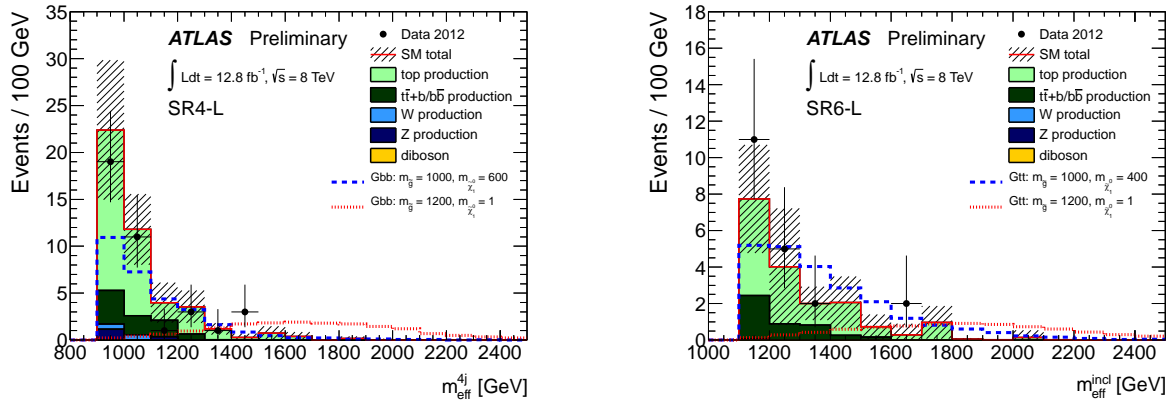 Events / 100 GeV
35
30
25
20
15
10
5
0
800 1000 1200 1400 1600 1800 2000 2200 2400
m_eff^4j [GeV]
ATLAS Preliminary
∫ Ldt = 12.8 fb⁻¹, √s = 8 TeV
SR4-L
Data 2012
SM total
top production
tt̄+b/bb̄ production
W production
Z production
diboson
Gbb: m_g̃ = 1000, m_χ̃₁⁰ = 600
Gbb: m_g̃ = 1200, m_χ̃₁⁰ = 1
Events / 100 GeV
18
16
14
12
10
8
6
4
2
0
1000 1200 1400 1600 1800 2000 2200 2400
m_eff^incl [GeV]
ATLAS Preliminary
∫ Ldt = 12.8 fb⁻¹, √s = 8 TeV
SR6-L
Data 2012
SM total
top production
tt̄+b/bb̄ production
W production
Z production
diboson
Gtt: m_g̃ = 1000, m_χ̃₁⁰ = 400
Gtt: m_g̃ = 1200, m_χ̃₁⁰ = 1